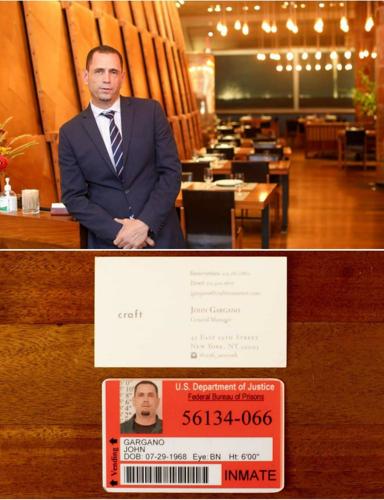 craft
JOHN GARGANO
General Manager
43 EAST 19TH STREET
NEW YORK, NY 10003
U.S. Department of Justice
Federal Bureau of Prisons
56134-066
GARGANO
JOHN
DOB: 07-29-1968 Eye:BN Ht: 6'00"
Vending
INMATE